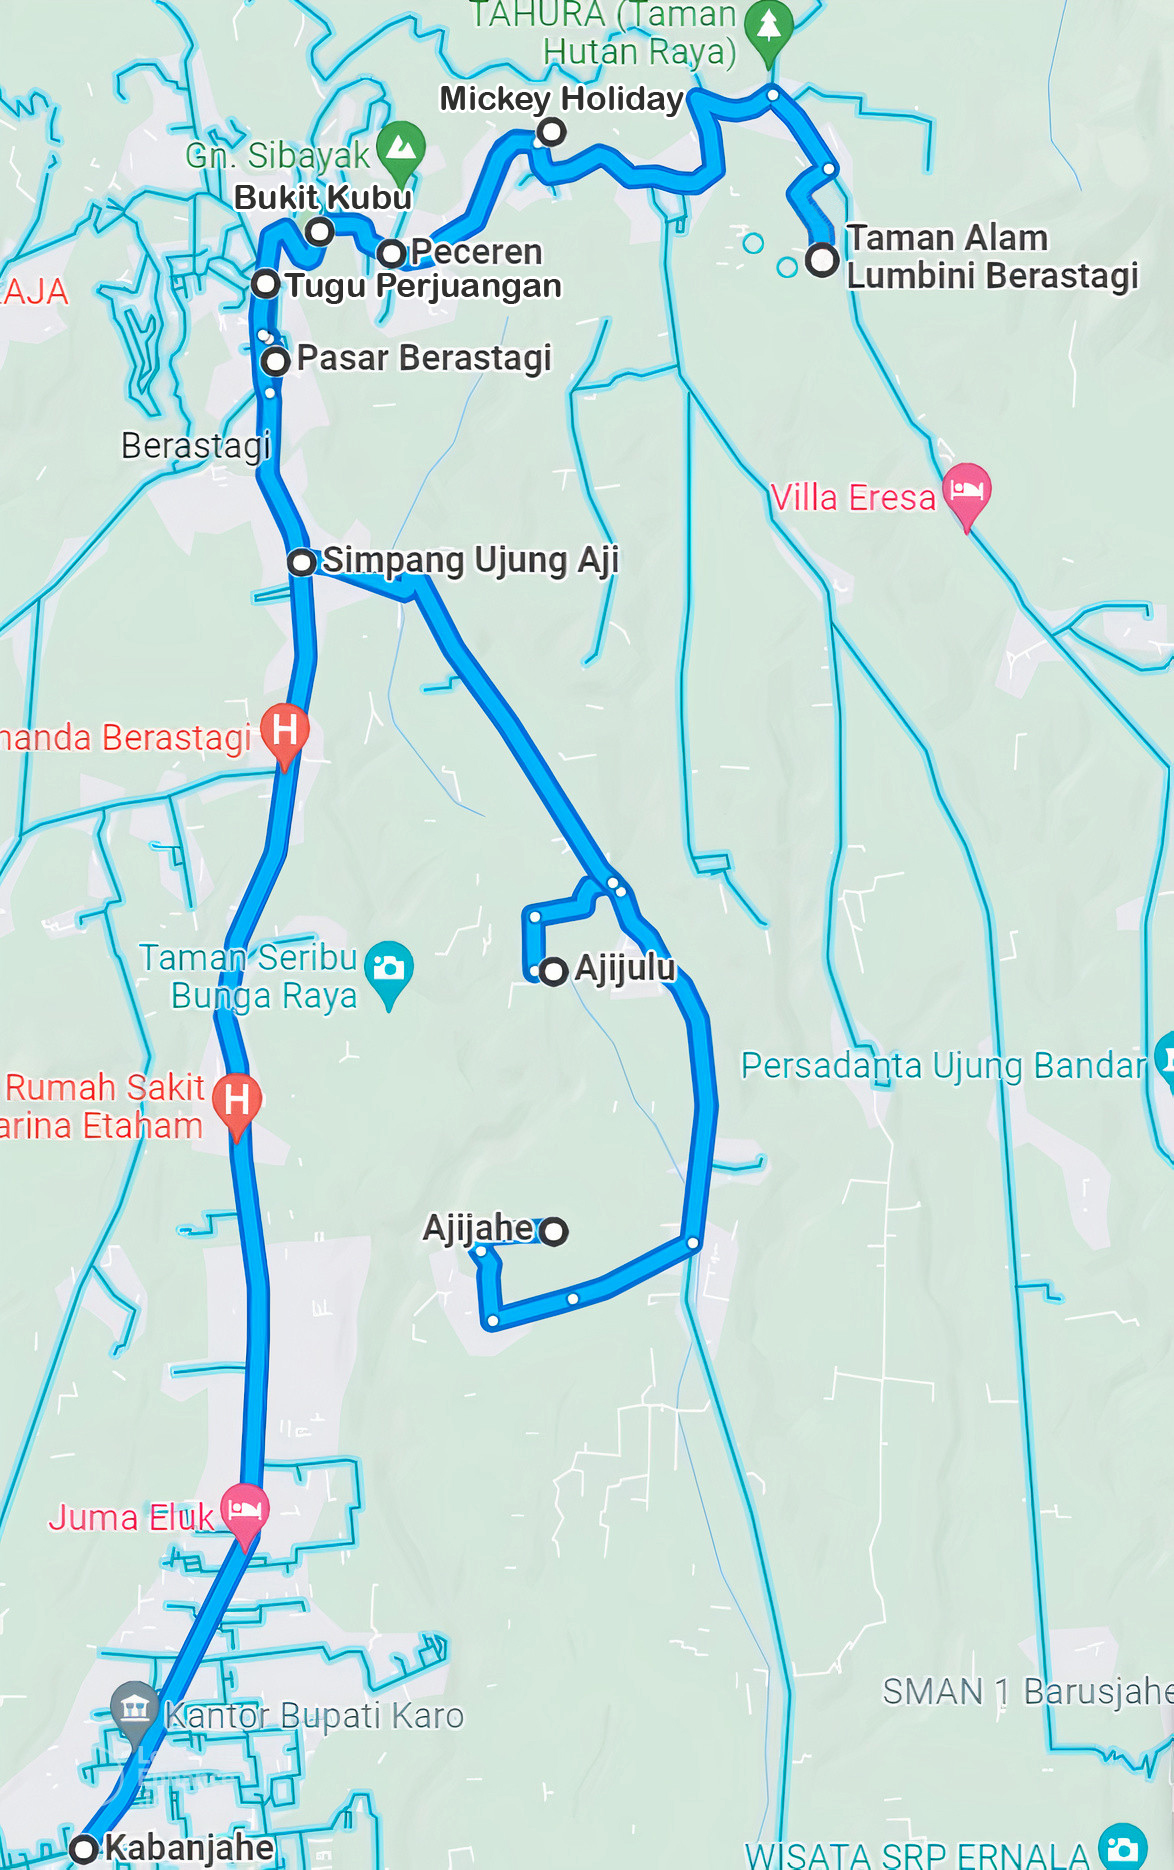 TAHURA (Taman
Hutan Raya)
Mickey Holiday
Gn. Sibayak
Bukit Kubu
Peceren
Taman Alam
Lumbini Berastagi
AJA
Tugu Perjuangan
Pasar Berastagi
Berastagi
Villa Eresa
Simpang Ujung Aji
H
nanda Berastagi
Taman Seribu
Bunga Raya
Ajijulu
Persadanta Ujung Bandar
Rumah Sakit
arina Etaham
H
Ajijahe
Juma Eluk
SMAN 1 Barusjahe
Kantor Bupati Karo
Kabanjahe
WISATA SRP ERNALA